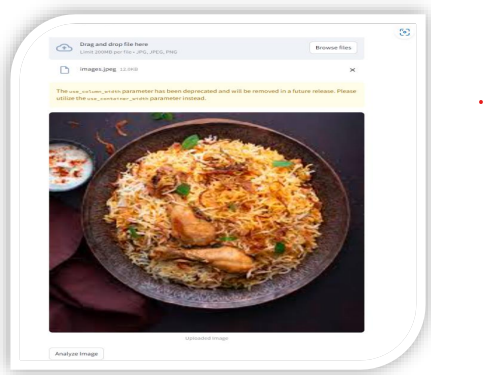 Drag and drop file here
Limit 200MB per file • JPG, JPEG, PNG
Browse files
images.jpeg 12.0KB
The use_column_width parameter has been deprecated and will be removed in a future release. Please
utilize the use_container_width parameter instead.
Uploaded Image
Analyze Image